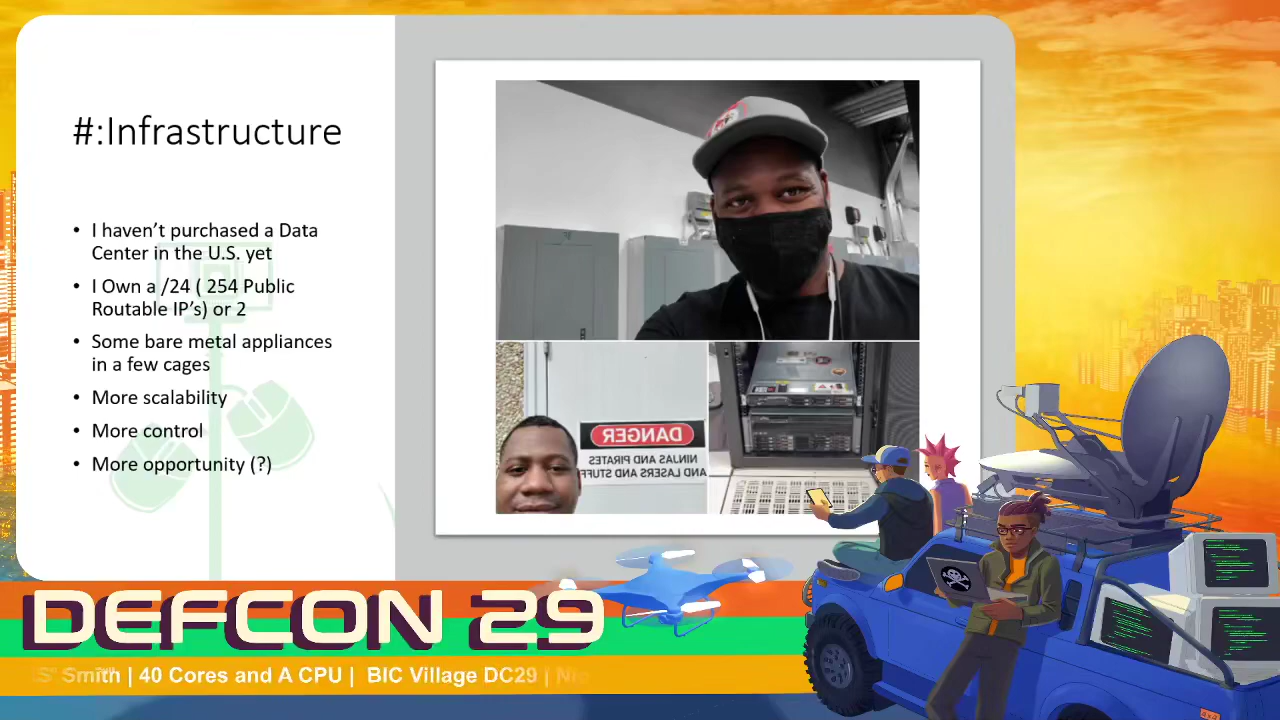 #:Infrastructure
• I haven't purchased a Data
Center in the U.S. yet
• I Own a /24 ( 254 Public
Routable IP's) or 2
• Some bare metal appliances
in a few cages
• More scalability
• More control
• More opportunity (?)
DANGER
NINJAS AND PIRATES
AND LASERS AND STUFF
DEFCON 29
S" Smith | 40 Cores and A CPU | BIC Village DC29 | Nic